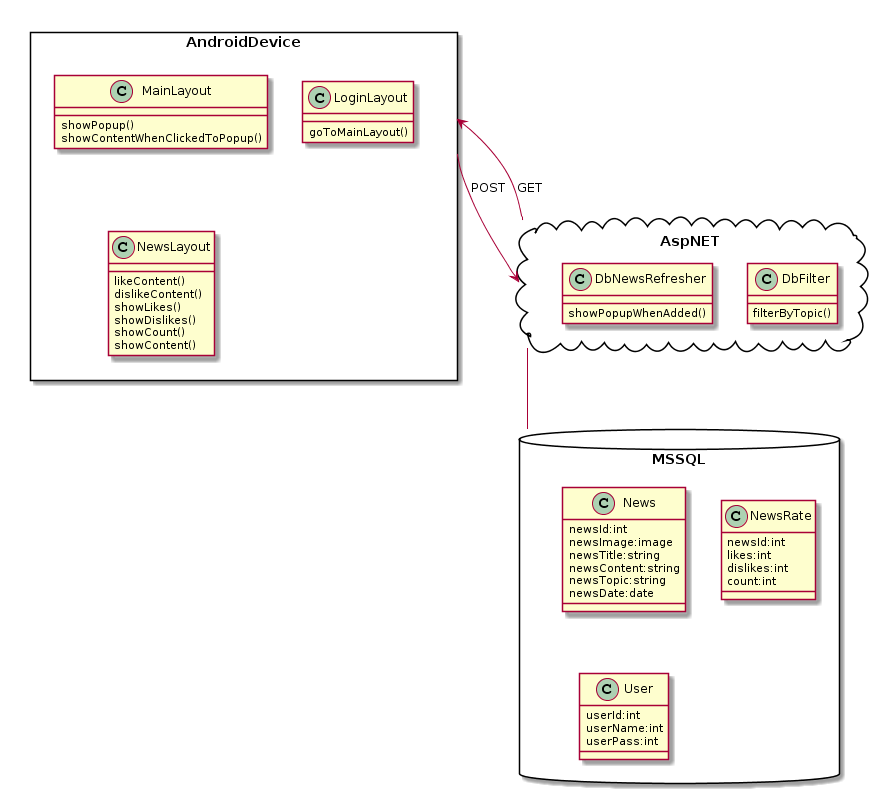 AndroidDevice
C MainLayout
showPopup()
showContentWhenClickedToPopup()
C LoginLayout
goToMainLayout()
C NewsLayout
likeContent()
dislikeContent()
showLikes()
showDislikes()
showCount()
showContent()
POST
GET
AspNET
C DbNewsRefresher
showPopupWhenAdded()
C DbFilter
filterByTopic()
MSSQL
C News
newsId:int
newsImage:image
newsTitle:string
newsContent:string
newsTopic:string
newsDate:date
C NewsRate
newsId:int
likes:int
dislikes:int
count:int
C User
userId:int
userName:int
userPass:int